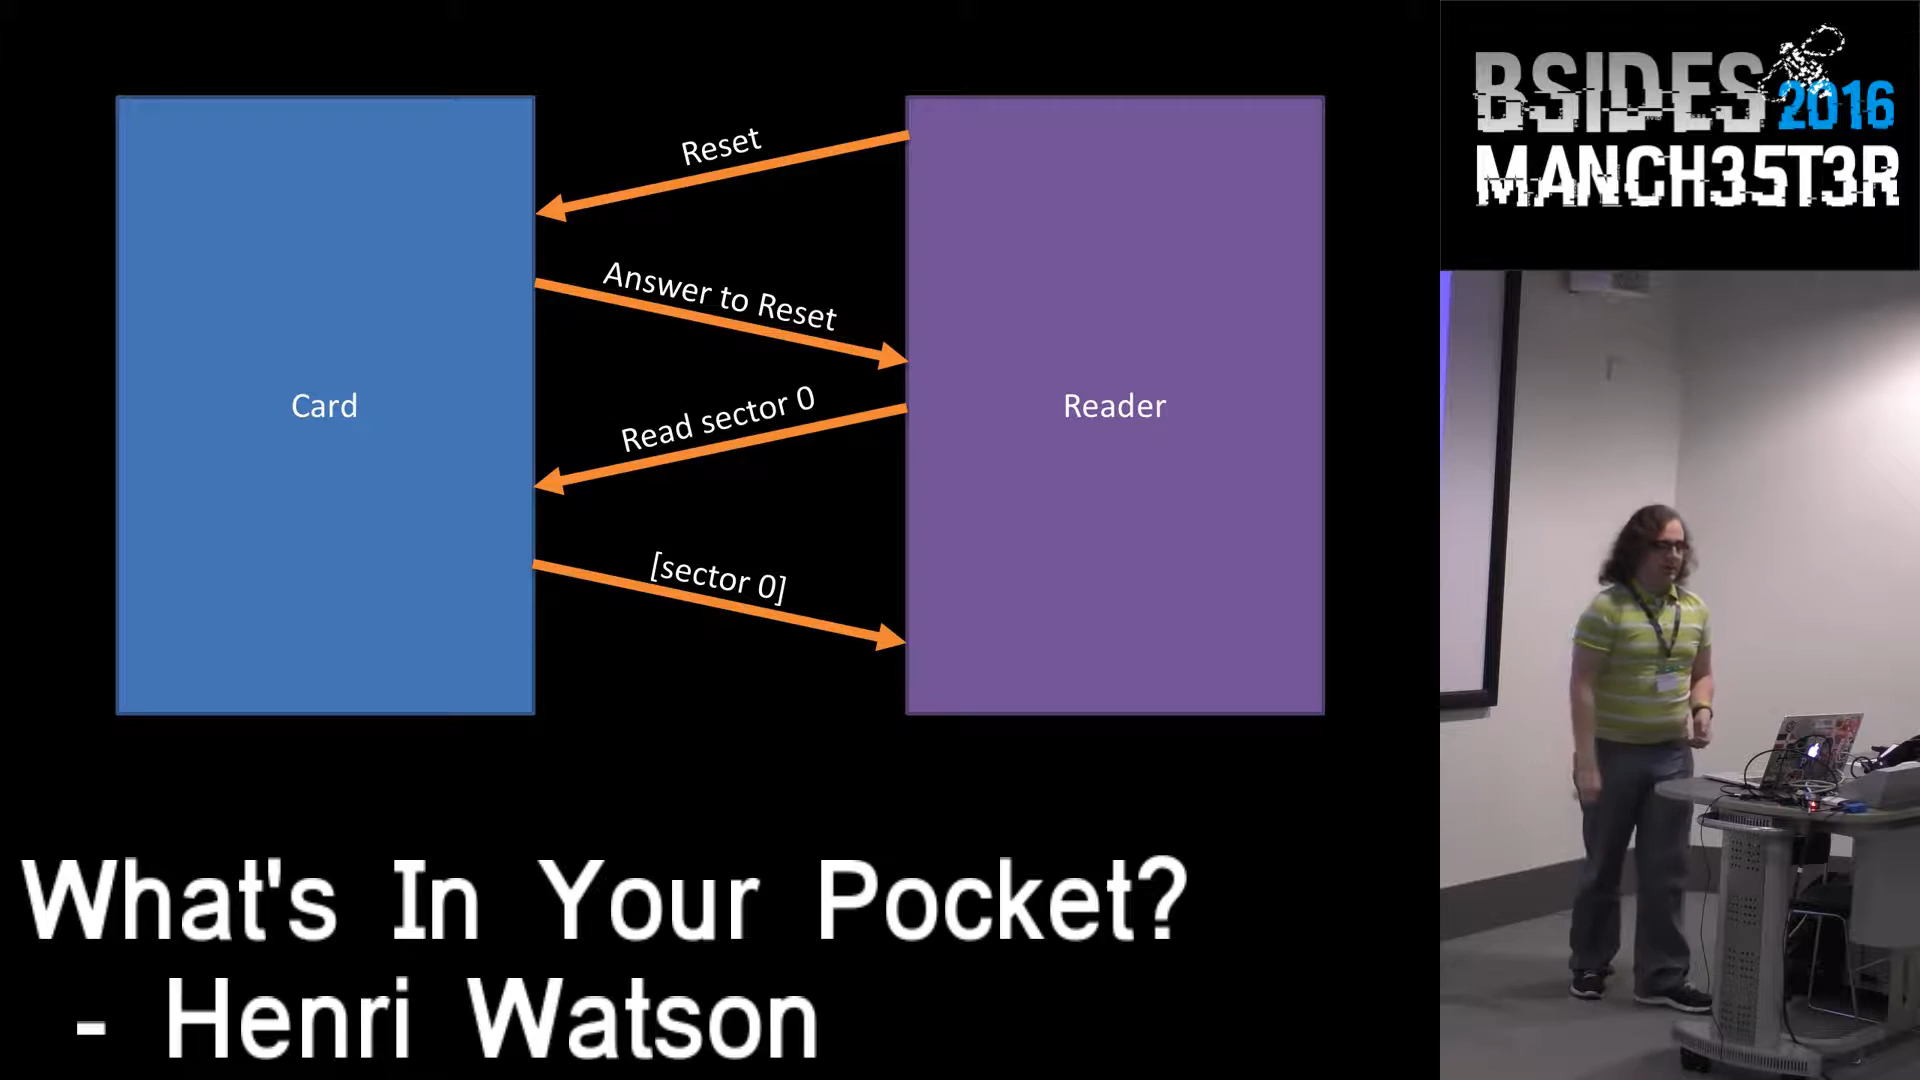 Reset
Answer to Reset
Card
Reader
Read sector 0
[sector 0]
What's In Your Pocket?
- Henri Watson
BSIDES 2016
MANCH35T3R